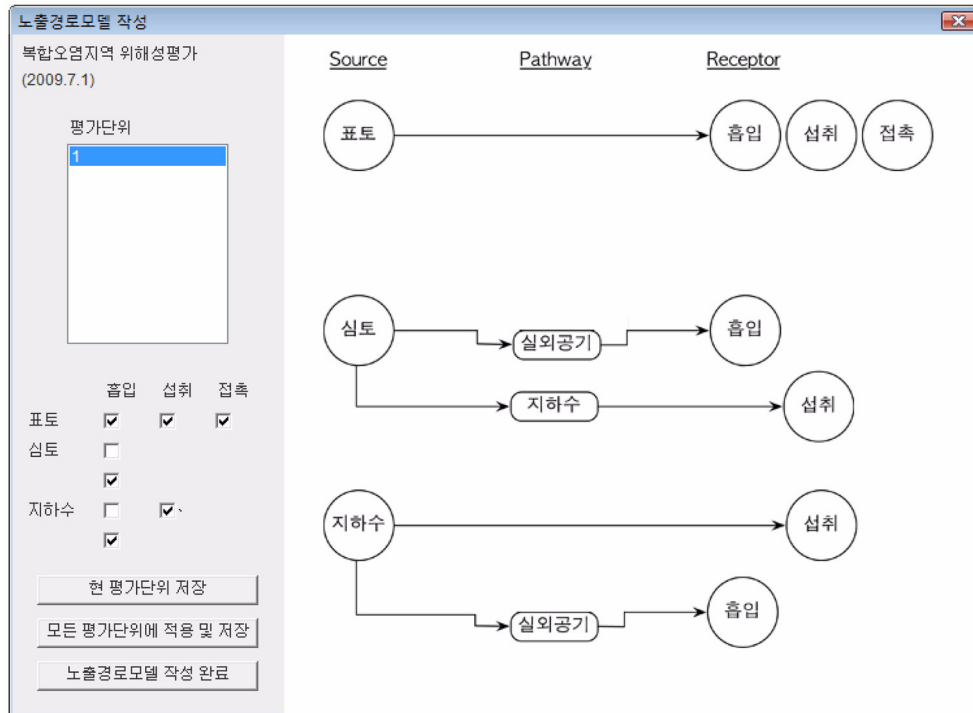 노출경로모델 작성
복합오염지역 위해성평가
(2009.7.1)
평가단위
1
흡입 섭취 접촉
표토
심토
지하수
현 평가단위 저장
모든 평가단위에 적용 및 저장
노출경로모델 작성 완료
Source Pathway Receptor
표토 흡입 섭취 접촉
심토 실외공기 흡입
지하수 섭취
지하수 섭취
실외공기 흡입